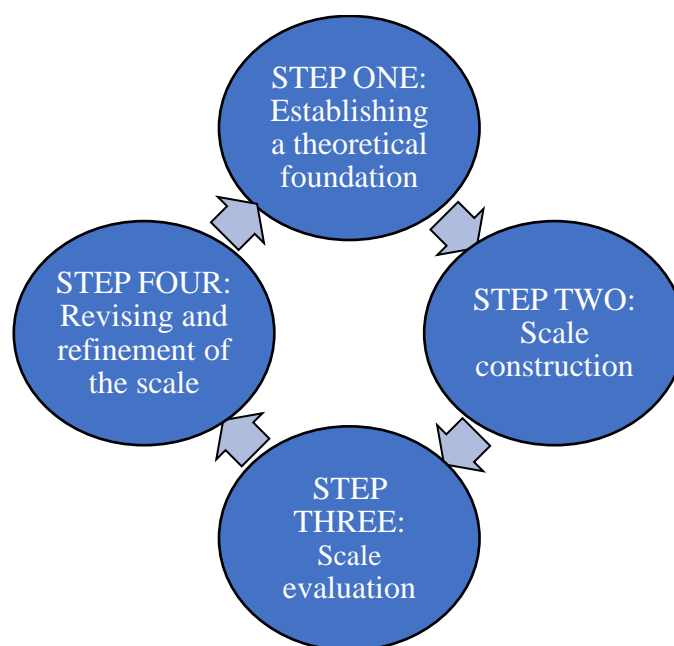 STEP ONE:
Establishing
a theoretical
foundation
STEP TWO:
Scale
construction
STEP
THREE:
Scale
evaluation
STEP FOUR:
Revising and
refinement of
the scale